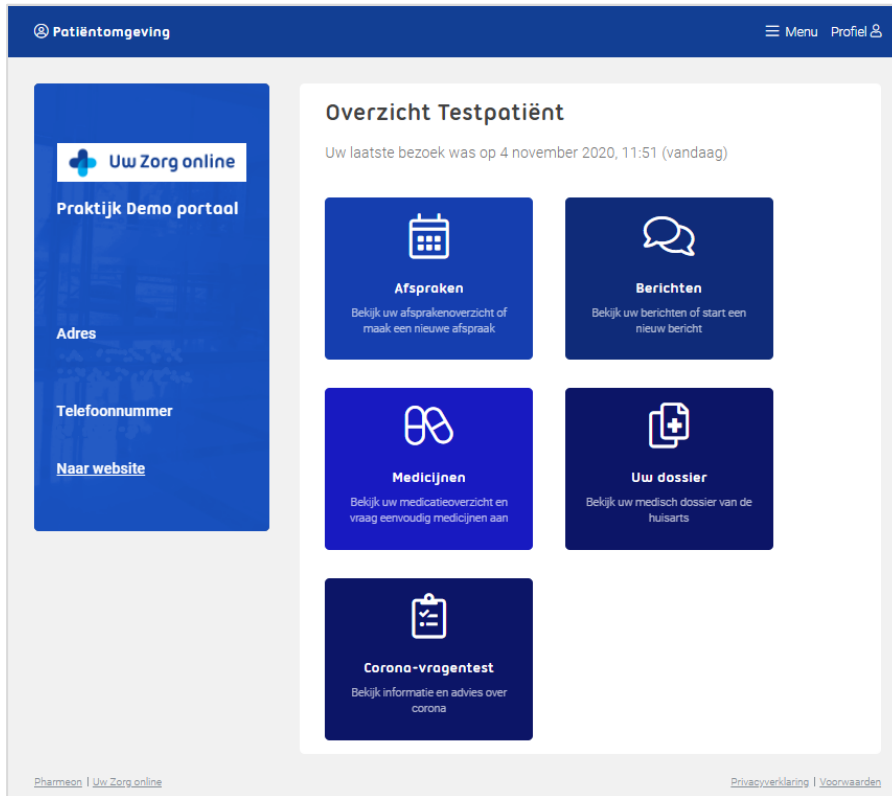 Patiëntomgeving
Menu Profiel
Uw Zorg online
Praktijk Demo portaal
Adres
Telefoonnummer
Naar website
Overzicht Testpatiënt
Uw laatste bezoek was op 4 november 2020, 11:51 (vandaag)
Afspraken
Bekijk uw afsprakenoverzicht of
maak een nieuwe afspraak
Berichten
Bekijk uw berichten of start een
nieuw bericht
Medicijnen
Bekijk uw medicatieoverzicht en
vraag eenvoudig medicijnen aan
Uw dossier
Bekijk uw medisch dossier van de
huisarts
Corona-vragentest
Bekijk informatie en advies over
corona
Pharmeon | Uw Zorg online
Privacyverklaring | Voorwaarden